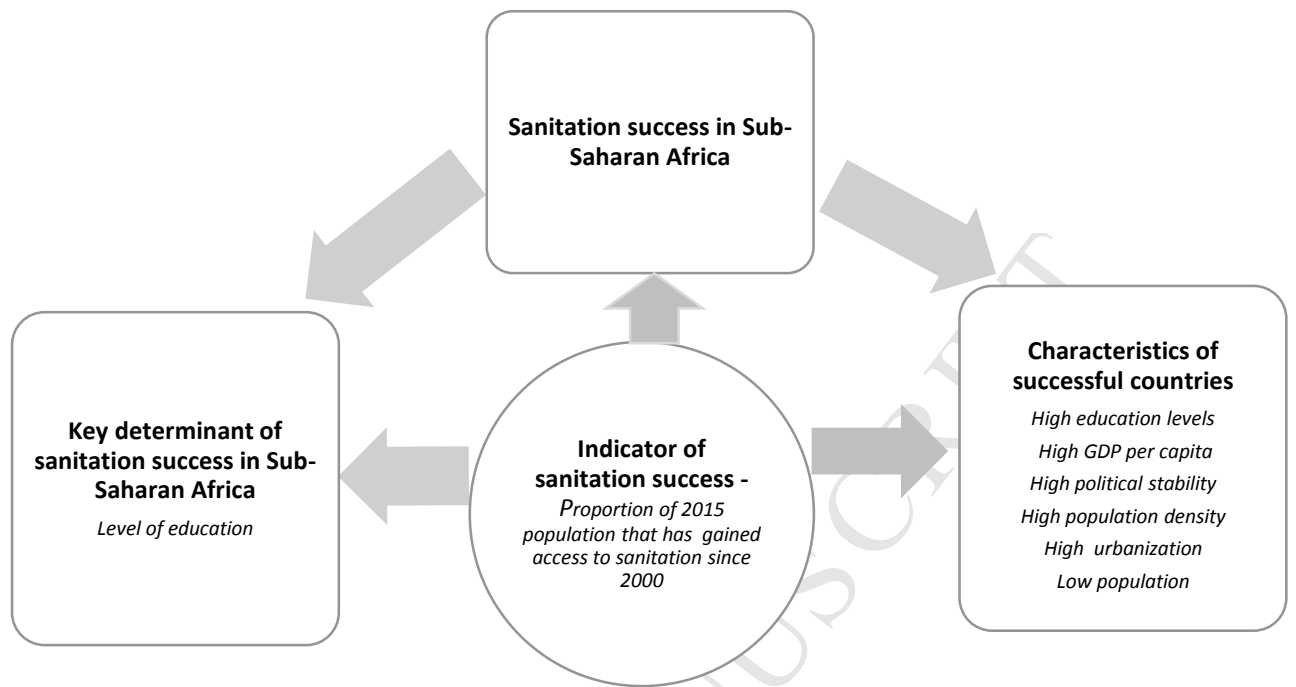 Sanitation success in Sub-
Saharan Africa
Key determinant of
sanitation success in Sub-
Saharan Africa
Level of education
Indicator of
sanitation success -
Proportion of 2015
population that has gained
access to sanitation since
2000
Characteristics of
successful countries
High education levels
High GDP per capita
High political stability
High population density
High urbanization
Low population